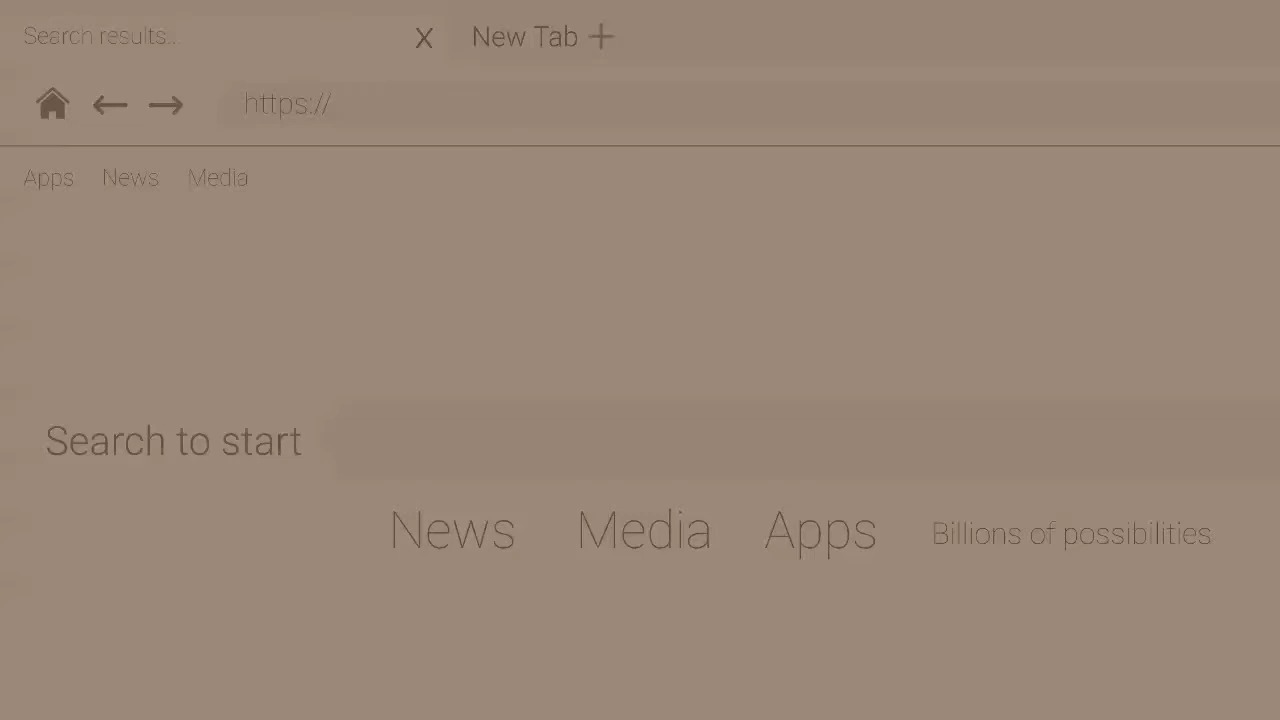 Search results... X New Tab +
https://
Apps News Media
Search to start
News Media Apps Billions of possibilities